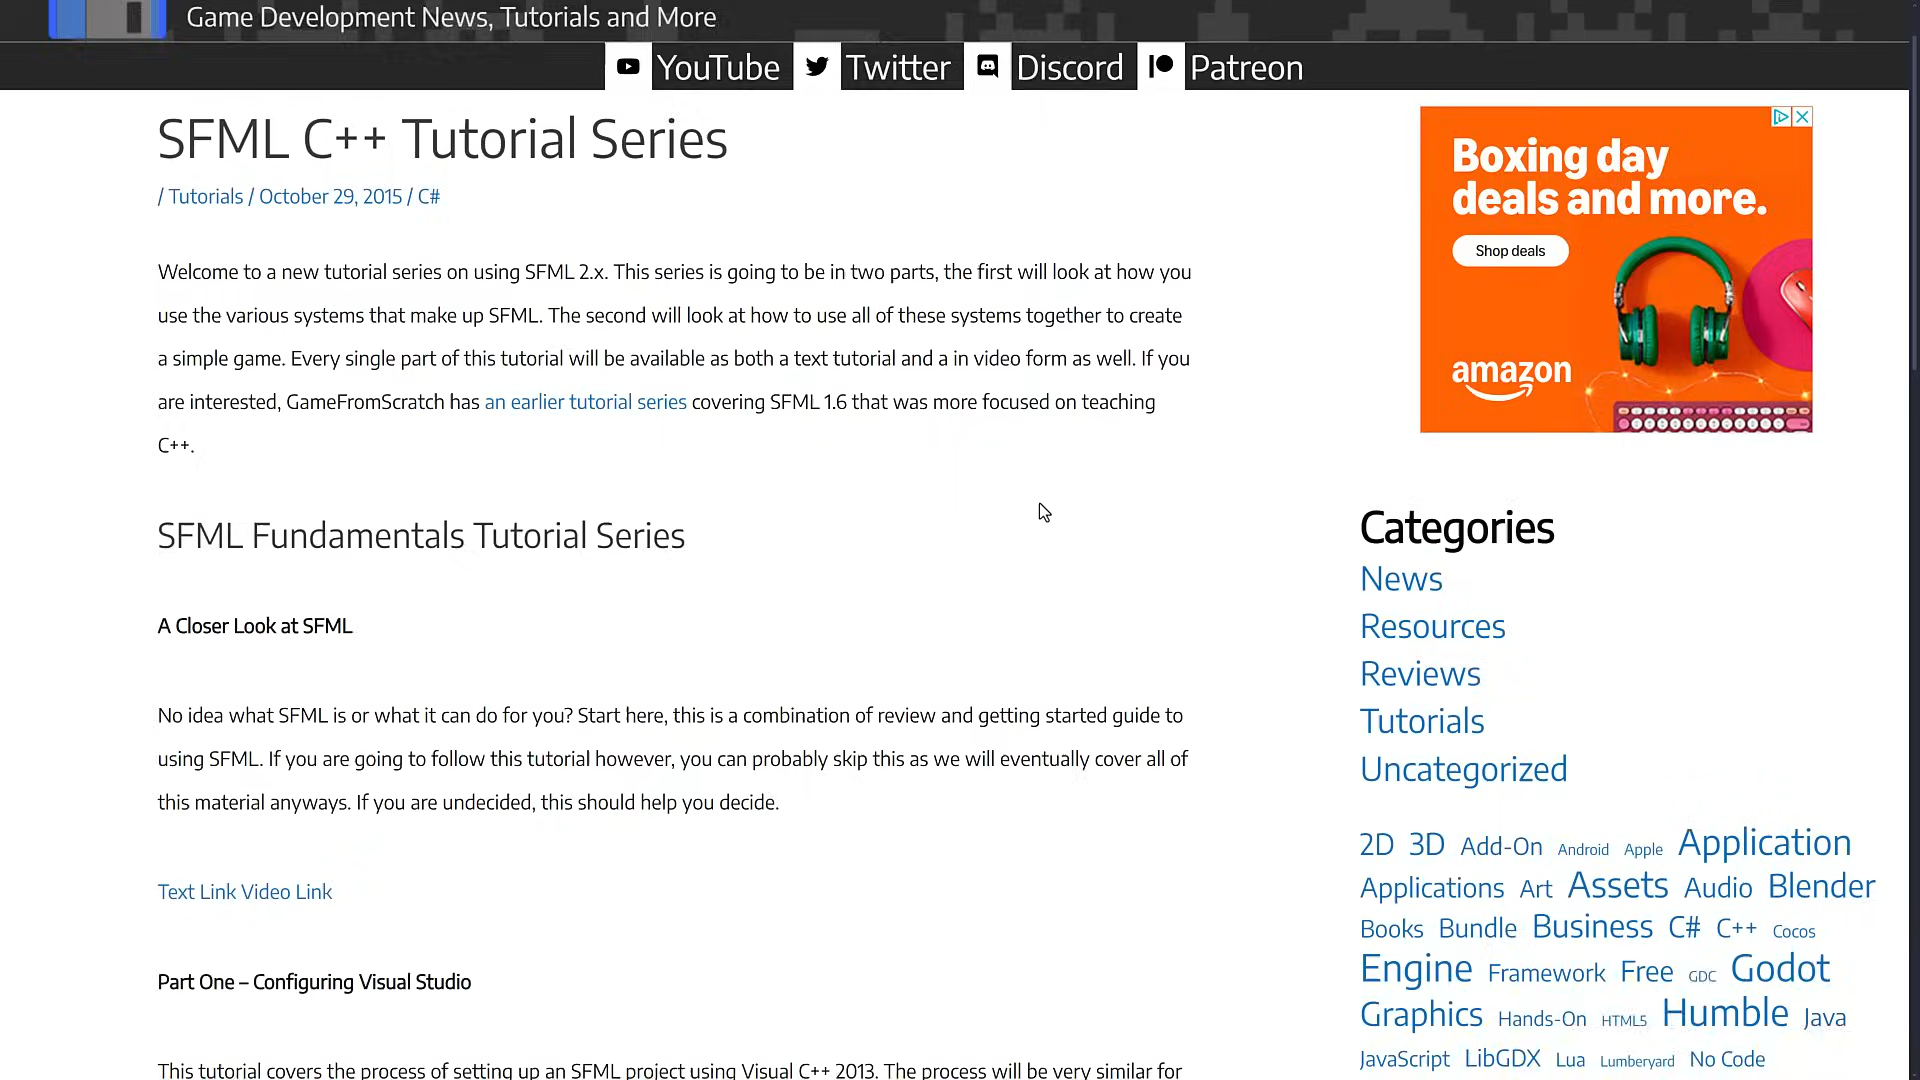 Game Development News, Tutorials and More
YouTube Twitter Discord Patreon
SFML C++ Tutorial Series
/ Tutorials / October 29, 2015 / C#
Welcome to a new tutorial series on using SFML 2.x. This series is going to be in two parts, the first will look at how you
use the various systems that make up SFML. The second will look at how to use all of these systems together to create
a simple game. Every single part of this tutorial will be available as both a text tutorial and a in video form as well. If you
are interested, GameFromScratch has an earlier tutorial series covering SFML 1.6 that was more focused on teaching
C++.
SFML Fundamentals Tutorial Series
A Closer Look at SFML
No idea what SFML is or what it can do for you? Start here, this is a combination of review and getting started guide to
using SFML. If you are going to follow this tutorial however, you can probably skip this as we will eventually cover all of
this material anyways. If you are undecided, this should help you decide.
Text Link Video Link
Part One – Configuring Visual Studio
This tutorial covers the process of setting up an SFML project using Visual C++ 2013. The process will be very similar for
Boxing day
deals and more.
Shop deals
amazon
Categories
News
Resources
Reviews
Tutorials
Uncategorized
2D 3D Add-On Android Apple Application
Applications Art Assets Audio Blender
Books Bundle Business C# C++ Cocos
Engine Framework Free GDC Godot
Graphics Hands-On HTML5 Humble Java
JavaScript LibGDX Lua Lumberyard No Code